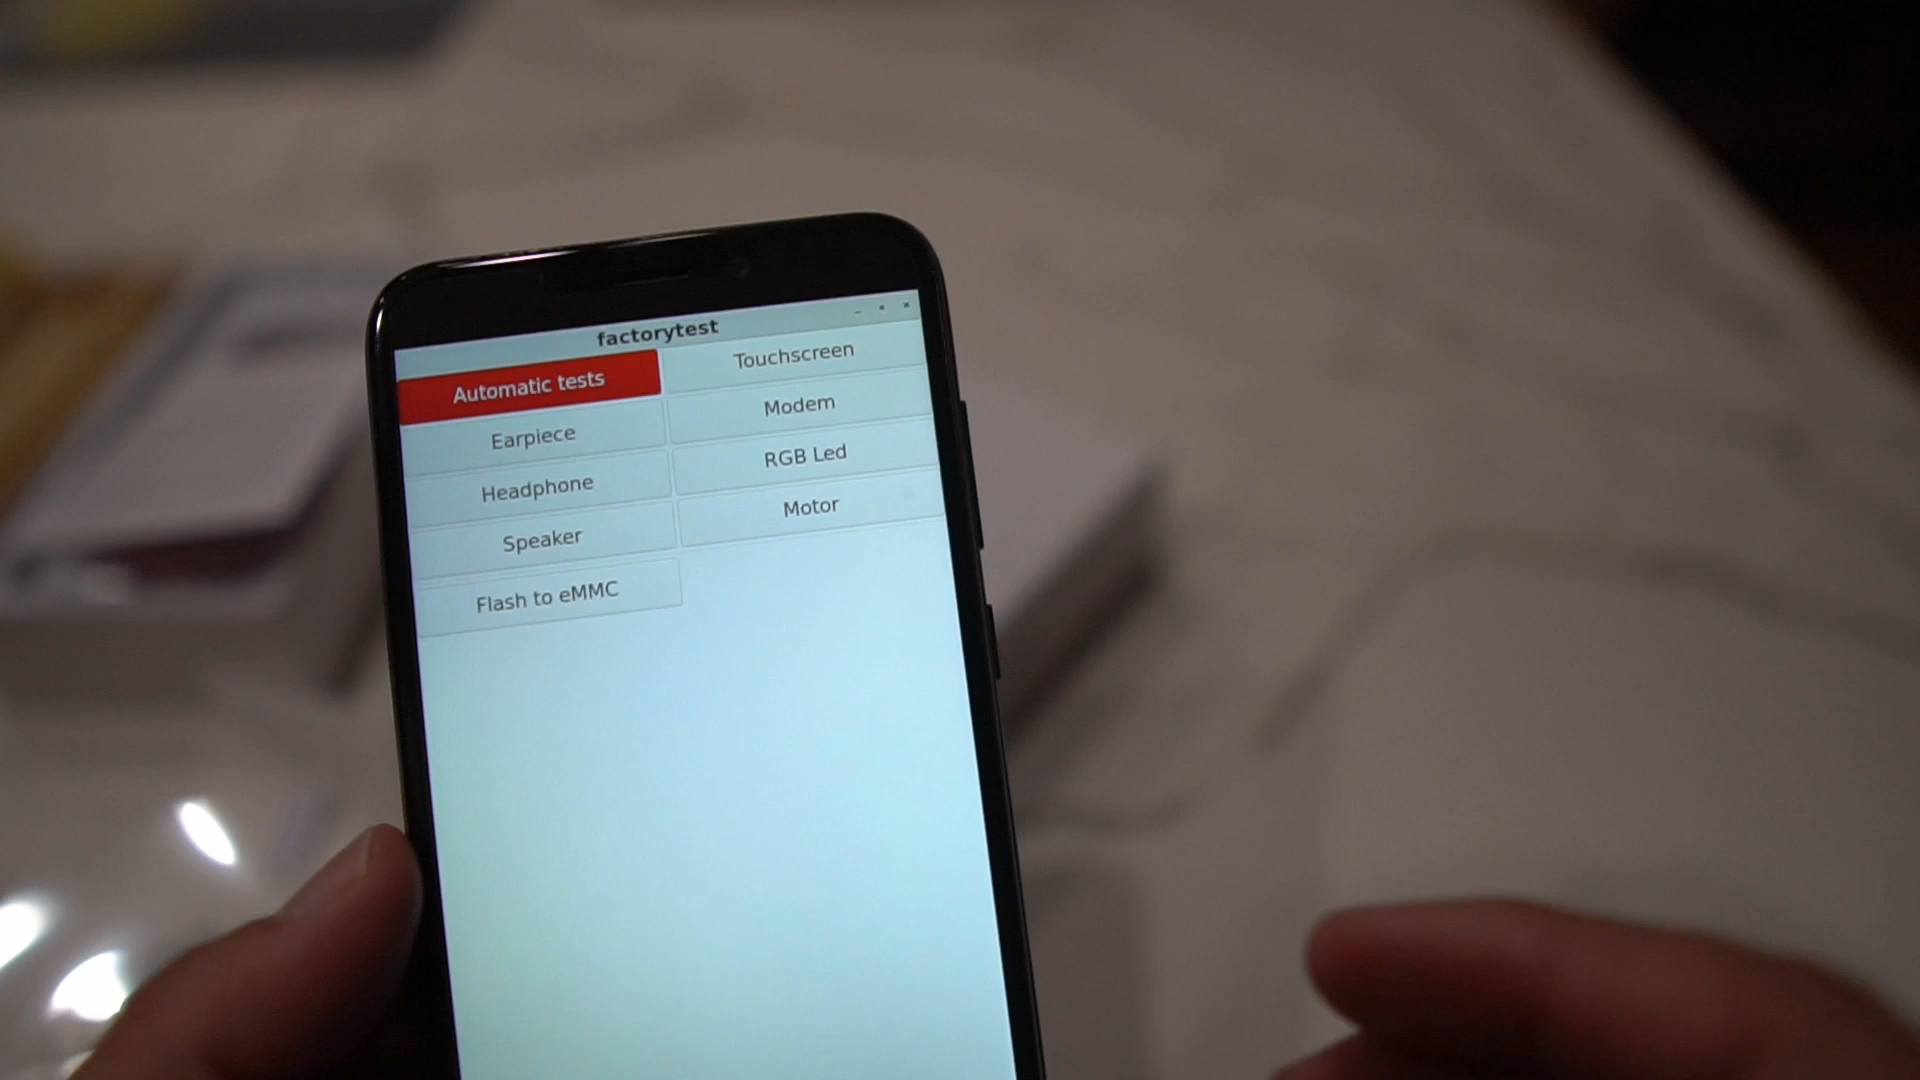 factorytest
Automatic tests
Touchscreen
Earpiece
Modem
Headphone
RGB Led
Speaker
Motor
Flash to eMMC